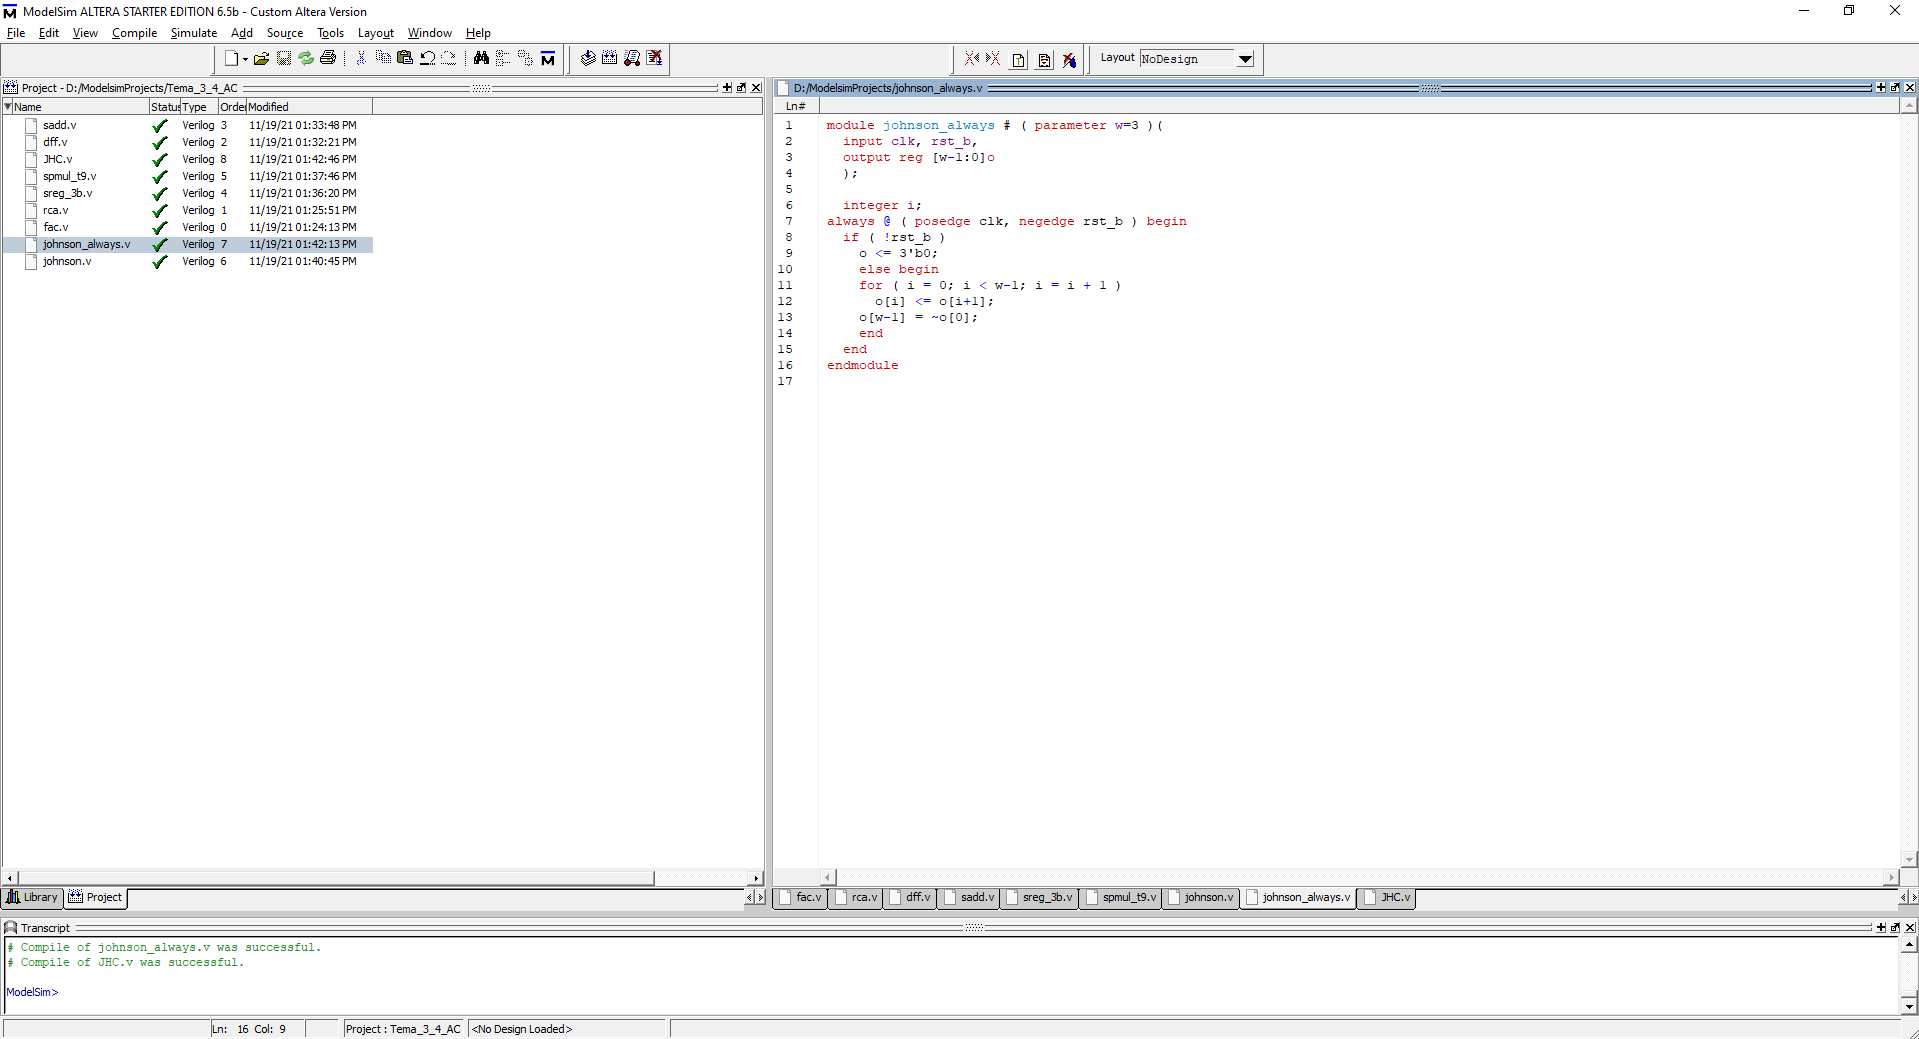 ModelSim ALTERA STARTER EDITION 6.5b - Custom Altera Version
File Edit View Compile Simulate Add Source Tools Layout Window Help
Layout NoDesign
Project - D:/ModelsimProjects/Tema_3_4_AC
Name Status Type Order Modified
sadd.v Verilog 3 11/19/21 01:33:48 PM
dff.v Verilog 2 11/19/21 01:32:21 PM
JHC.v Verilog 8 11/19/21 01:42:46 PM
spmul_t9.v Verilog 5 11/19/21 01:37:46 PM
sreg_3b.v Verilog 4 11/19/21 01:36:20 PM
rca.v Verilog 1 11/19/21 01:25:51 PM
fac.v Verilog 0 11/19/21 01:24:13 PM
johnson_always.v Verilog 7 11/19/21 01:42:13 PM
johnson.v Verilog 6 11/19/21 01:40:45 PM
Library Project
D:/ModelsimProjects/johnson_always.v
Ln#
1 module johnson_always # ( parameter w=3 )(
2 input clk, rst_b,
3 output reg [w-1:0]o
4 );
5
6 integer i;
7 always @ ( posedge clk, negedge rst_b ) begin
8 if ( !rst_b )
9 o <= 3'b0;
10 else begin
11 for ( i = 0; i < w-1; i = i + 1 )
12 o[i] <= o[i+1];
13 o[w-1] = ~o[0];
14 end
15 end
16 endmodule
17
fac.v rca.v dff.v sadd.v sreg_3b.v spmul_t9.v johnson.v johnson_always.v JHC.v
Transcript
# Compile of johnson_always.v was successful.
# Compile of JHC.v was successful.
ModelSim>
Ln: 16 Col: 9 Project : Tema_3_4_AC <No Design Loaded>